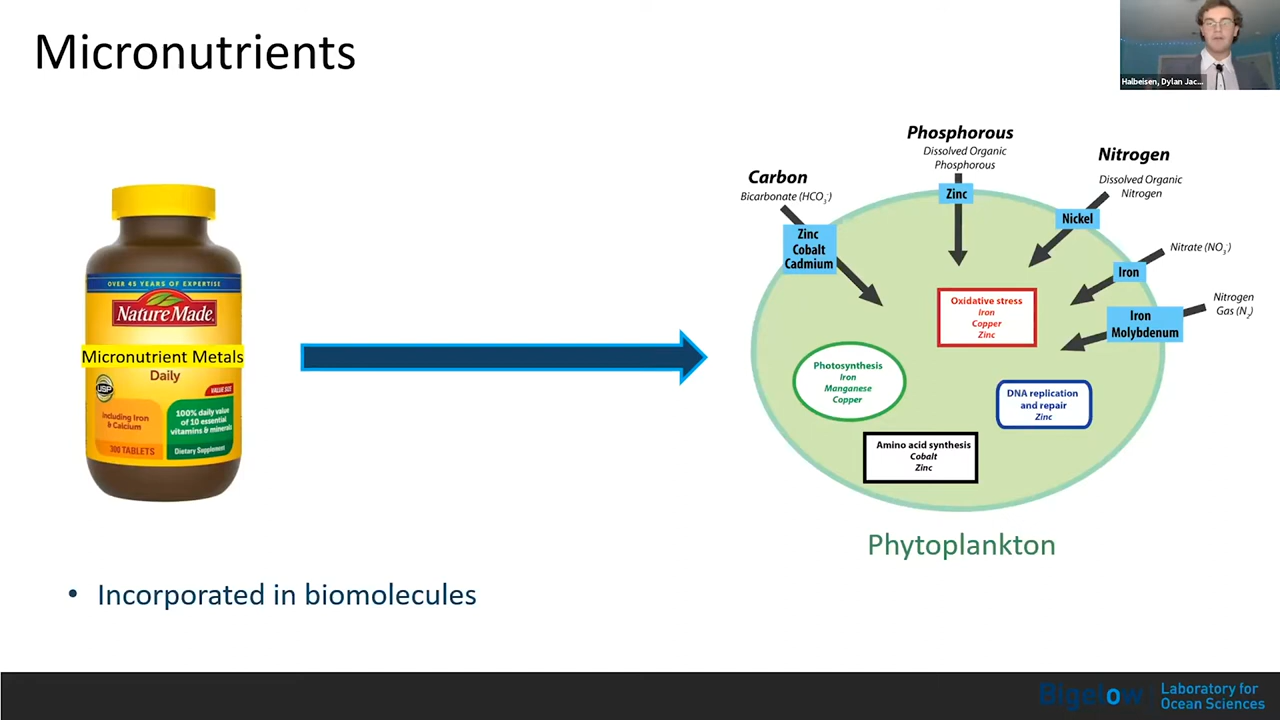 Micronutrients
Halbeisen, Dylan Jac...
OVER 45 YEARS OF EXPERTISE
NatureMade.
Micronutrient Metals
Daily
USP
VALUE SIZE
Including Iron
& Calcium
100% daily value
of 10 essential
vitamins & minerals
300 TABLETS
Dietary Supplement
Phosphorous
Dissolved Organic
Phosphorous
Zinc
Carbon
Bicarbonate (HCO3-)
Zinc
Cobalt
Cadmium
Nitrogen
Dissolved Organic
Nitrogen
Nickel
Nitrate (NO3-)
Iron
Nitrogen
Gas (N2)
Iron
Molybdenum
Oxidative stress
Iron
Copper
Zinc
Photosynthesis
Iron
Manganese
Copper
DNA replication
and repair
Zinc
Amino acid synthesis
Cobalt
Zinc
Phytoplankton
• Incorporated in biomolecules
Bigelow
Laboratory for
Ocean Sciences